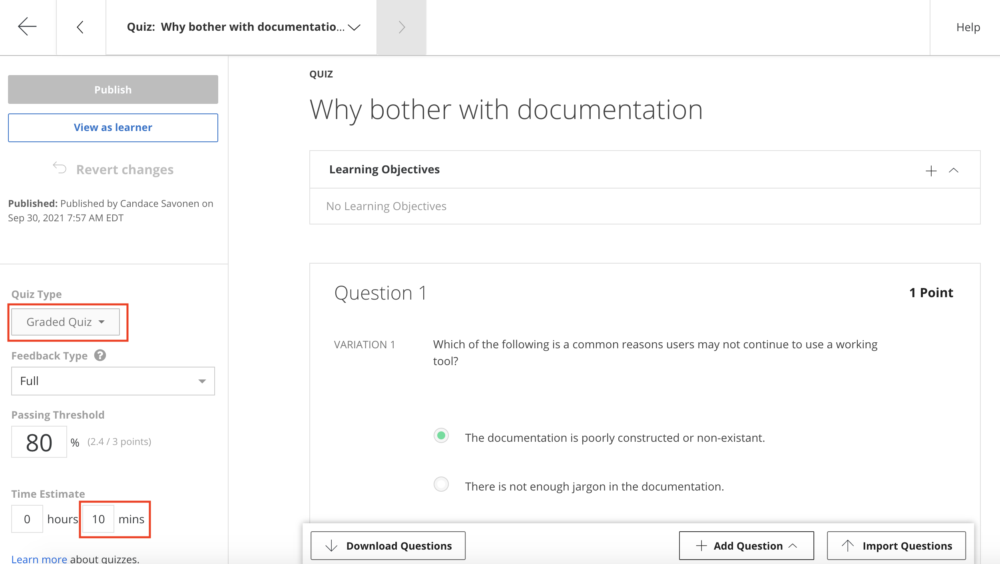 Quiz: Why bother with documentatio...
Help
Publish
View as learner
Revert changes
Published: Published by Candace Savonen on
Sep 30, 2021 7:57 AM EDT
Quiz Type
Graded Quiz
Feedback Type ?
Full
Passing Threshold
80 % (2.4 / 3 points)
Time Estimate
0 hours 10 mins
Learn more about quizzes.
QUIZ
Why bother with documentation
Learning Objectives
No Learning Objectives
Question 1
1 Point
VARIATION 1
Which of the following is a common reasons users may not continue to use a working
tool?
The documentation is poorly constructed or non-existant.
There is not enough jargon in the documentation.
Download Questions
Add Question
Import Questions